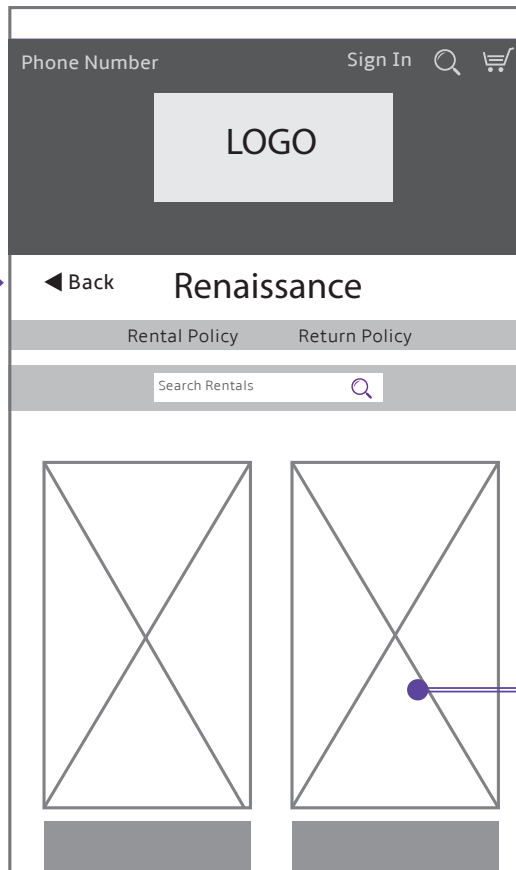 Phone Number Sign In
LOGO
Back Renaissance
Rental Policy Return Policy
Search Rentals